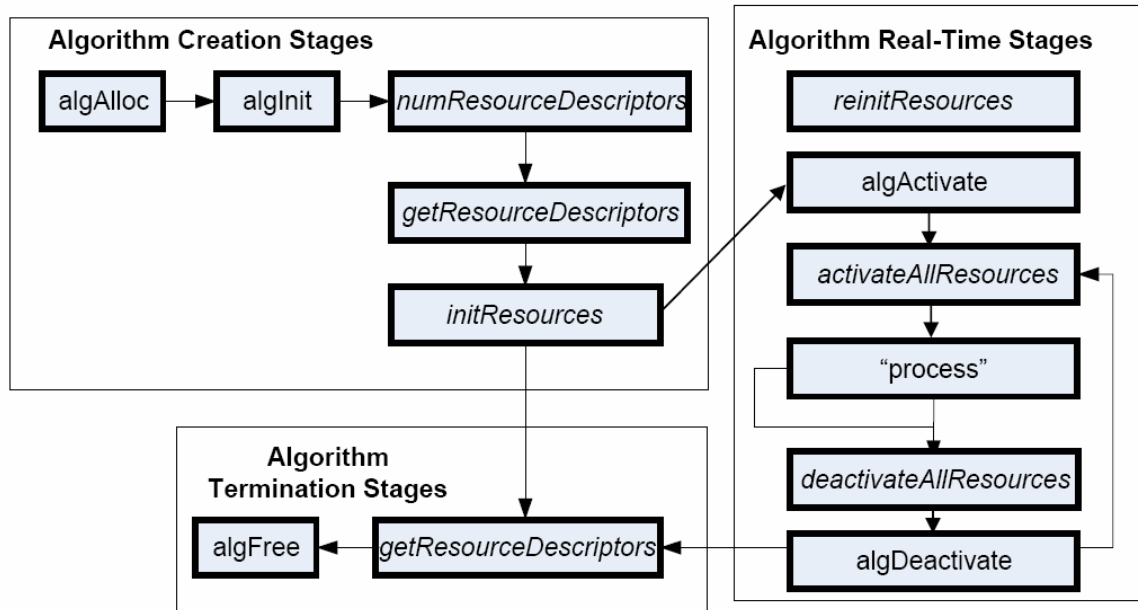 Algorithm Creation Stages
algAlloc
algInit
numResourceDescriptors
getResourceDescriptors
initResources
Algorithm Real-Time Stages
reinitResources
algActivate
activateAllResources
“process”
deactivateAllResources
algDeactivate
Algorithm
Termination Stages
algFree
getResourceDescriptors